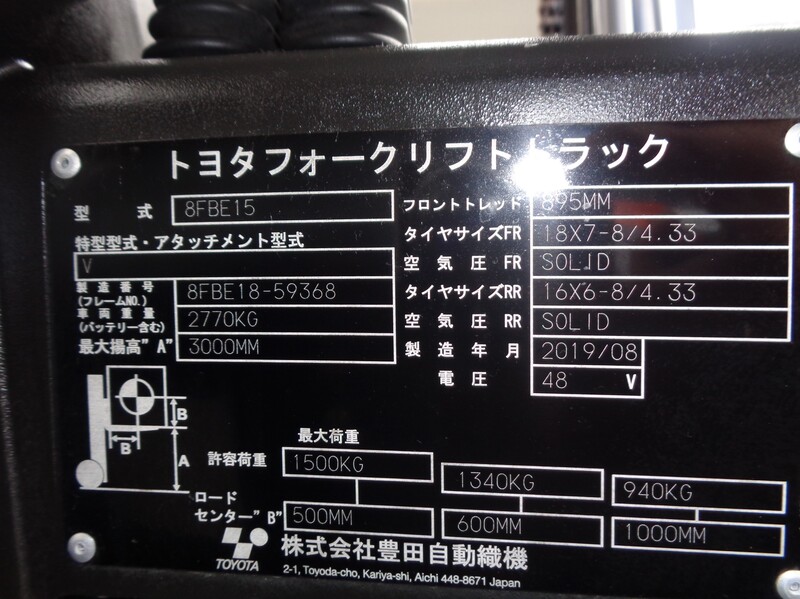 トヨタフォークリフトトラック
型 式 8FBE15
特型型式・アタッチメント型式
V
製造番号 (フレームNO.) 8FBE18-59368
車両重量 (バッテリー含む) 2770KG
最大揚高"A" 3000MM
フロントトレッド 895MM
タイヤサイズFR 18X7-8/4.33
空気圧 FR SOLID
タイヤサイズRR 16X6-8/4.33
空気圧 RR SOLID
製造年月 2019/08
電圧 48 V
B
B
A
最大荷重
許容荷重 1500KG 1340KG 940KG
ロードセンター"B" 500MM 600MM 1000MM
TOYOTA
株式会社豊田自動織機
2-1, Toyoda-cho, Kariya-shi, Aichi 448-8671 Japan